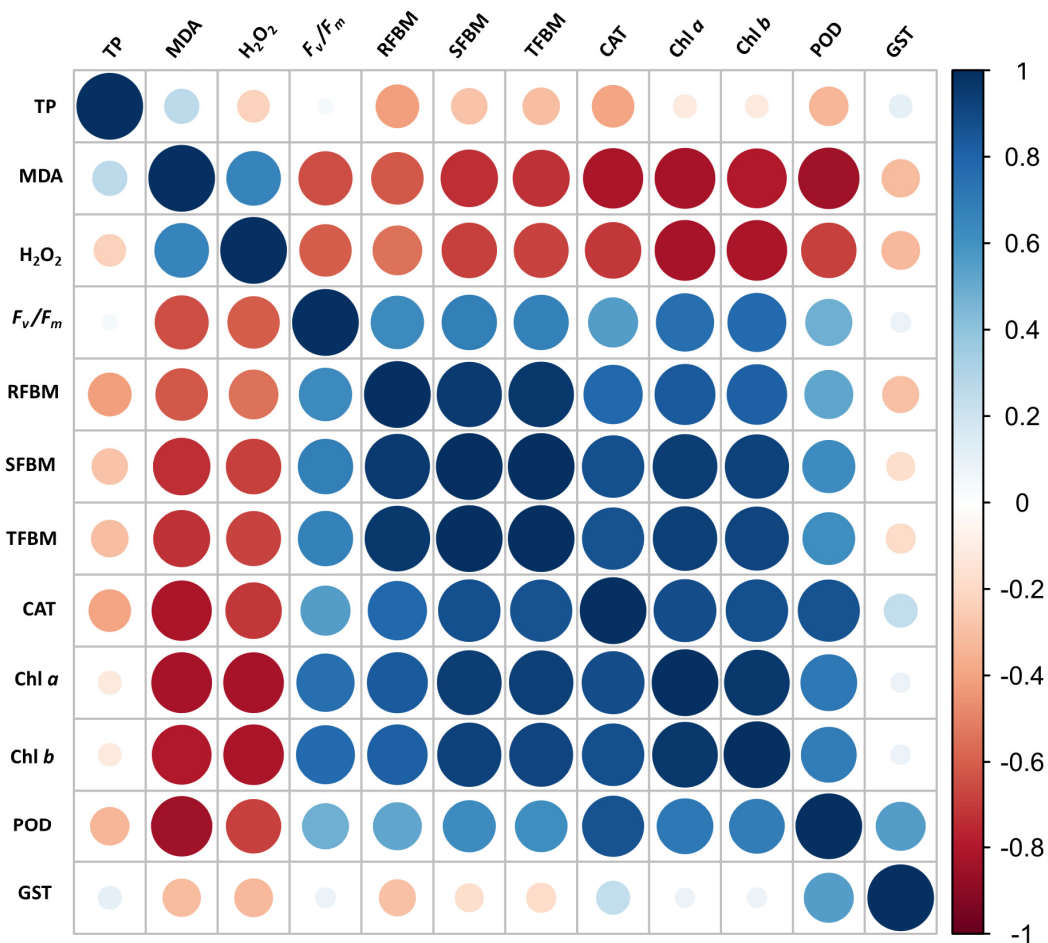 TP MDA H₂O₂ Fᵥ/Fₘ RFBM SFBM TFBM CAT Chl a Chl b POD GST
TP
MDA
H₂O₂
Fᵥ/Fₘ
RFBM
SFBM
TFBM
CAT
Chl a
Chl b
POD
GST
1
0.8
0.6
0.4
0.2
0
-0.2
-0.4
-0.6
-0.8
-1